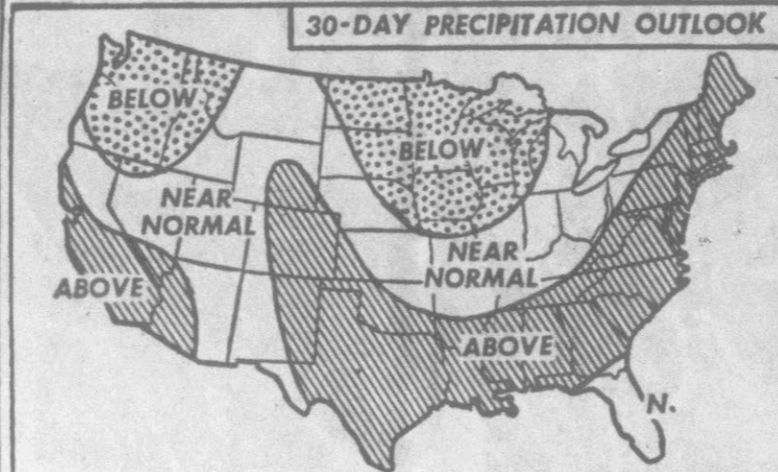 30-DAY PRECIPITATION OUTLOOK
BELOW
BELOW
NEAR
NORMAL
NEAR
NORMAL
ABOVE
ABOVE
N.